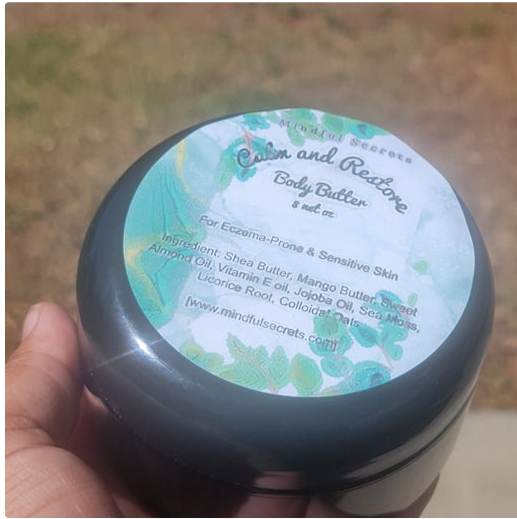 Mindful Secrets
Calm and Restore
Body Butter
8 net oz
For Eczema-Prone & Sensitive Skin
Ingredient: Shea Butter, Mango Butter, Sweet
Almond Oil, Vitamin E oil, Jojoba Oil, Sea Moss,
Licorice Root, Colloidal Oats
[www.mindfulsecrets.com]